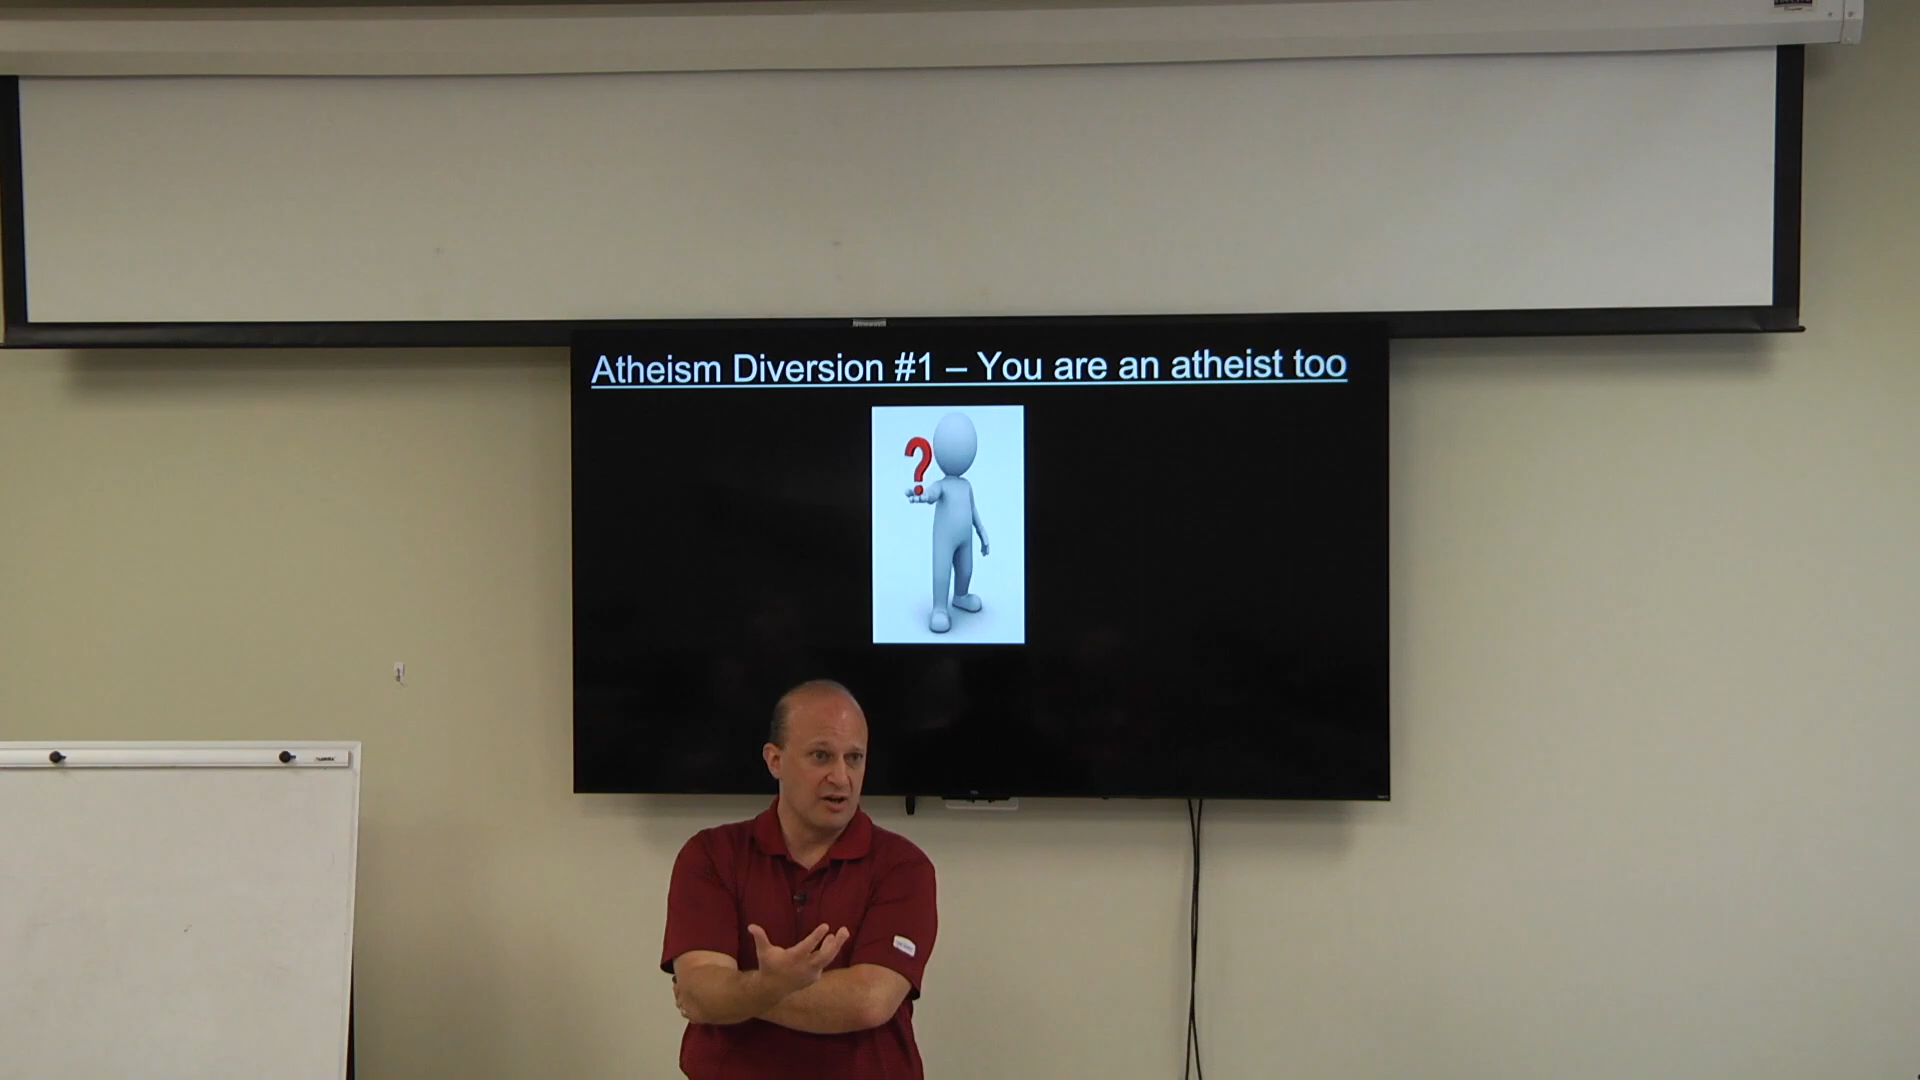 Atheism Diversion #1 – You are an atheist too
?